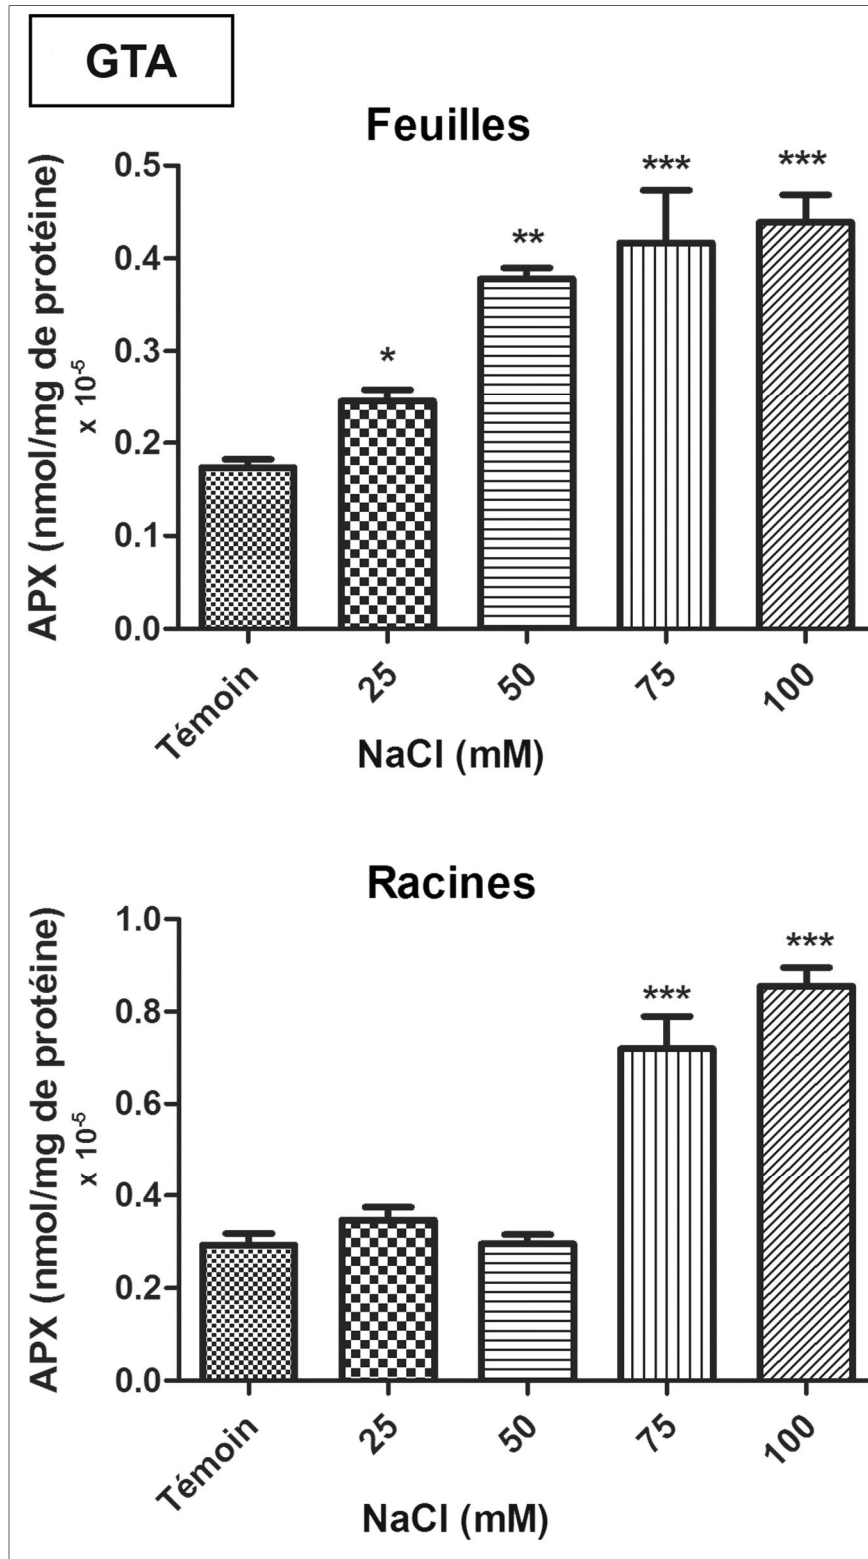 GTA
Feuilles
APX (nmol/mg de protéine)
x 10-5
0.5
0.4
0.3
0.2
0.1
0.0
*
**
***
***
Témoin
25
50
75
100
NaCl (mM)
Racines
APX (nmol/mg de protéine)
x 10-5
1.0
0.8
0.6
0.4
0.2
0.0
***
***
Témoin
25
50
75
100
NaCl (mM)